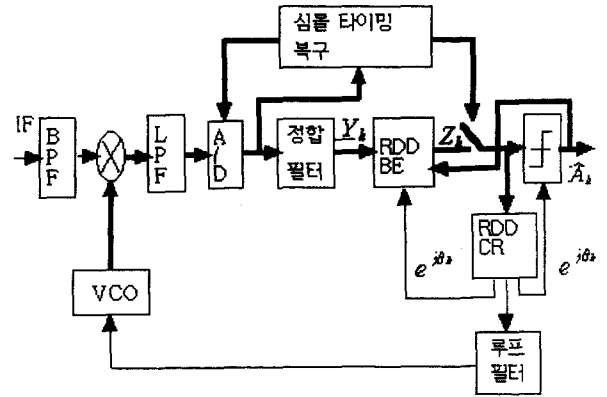 심롤 타이밍
복구
IF
BPF
LPF
A/D
정합
필터
Y_k
RDD
BE
Z_k
Â_k
RDD
CR
e^{jθ_k}
e^{jθ_k}
VCO
루프
필터